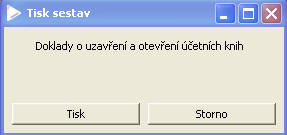 Tisk sestav
Doklady o uzavření a otevření účetních knih
Tisk
Storno